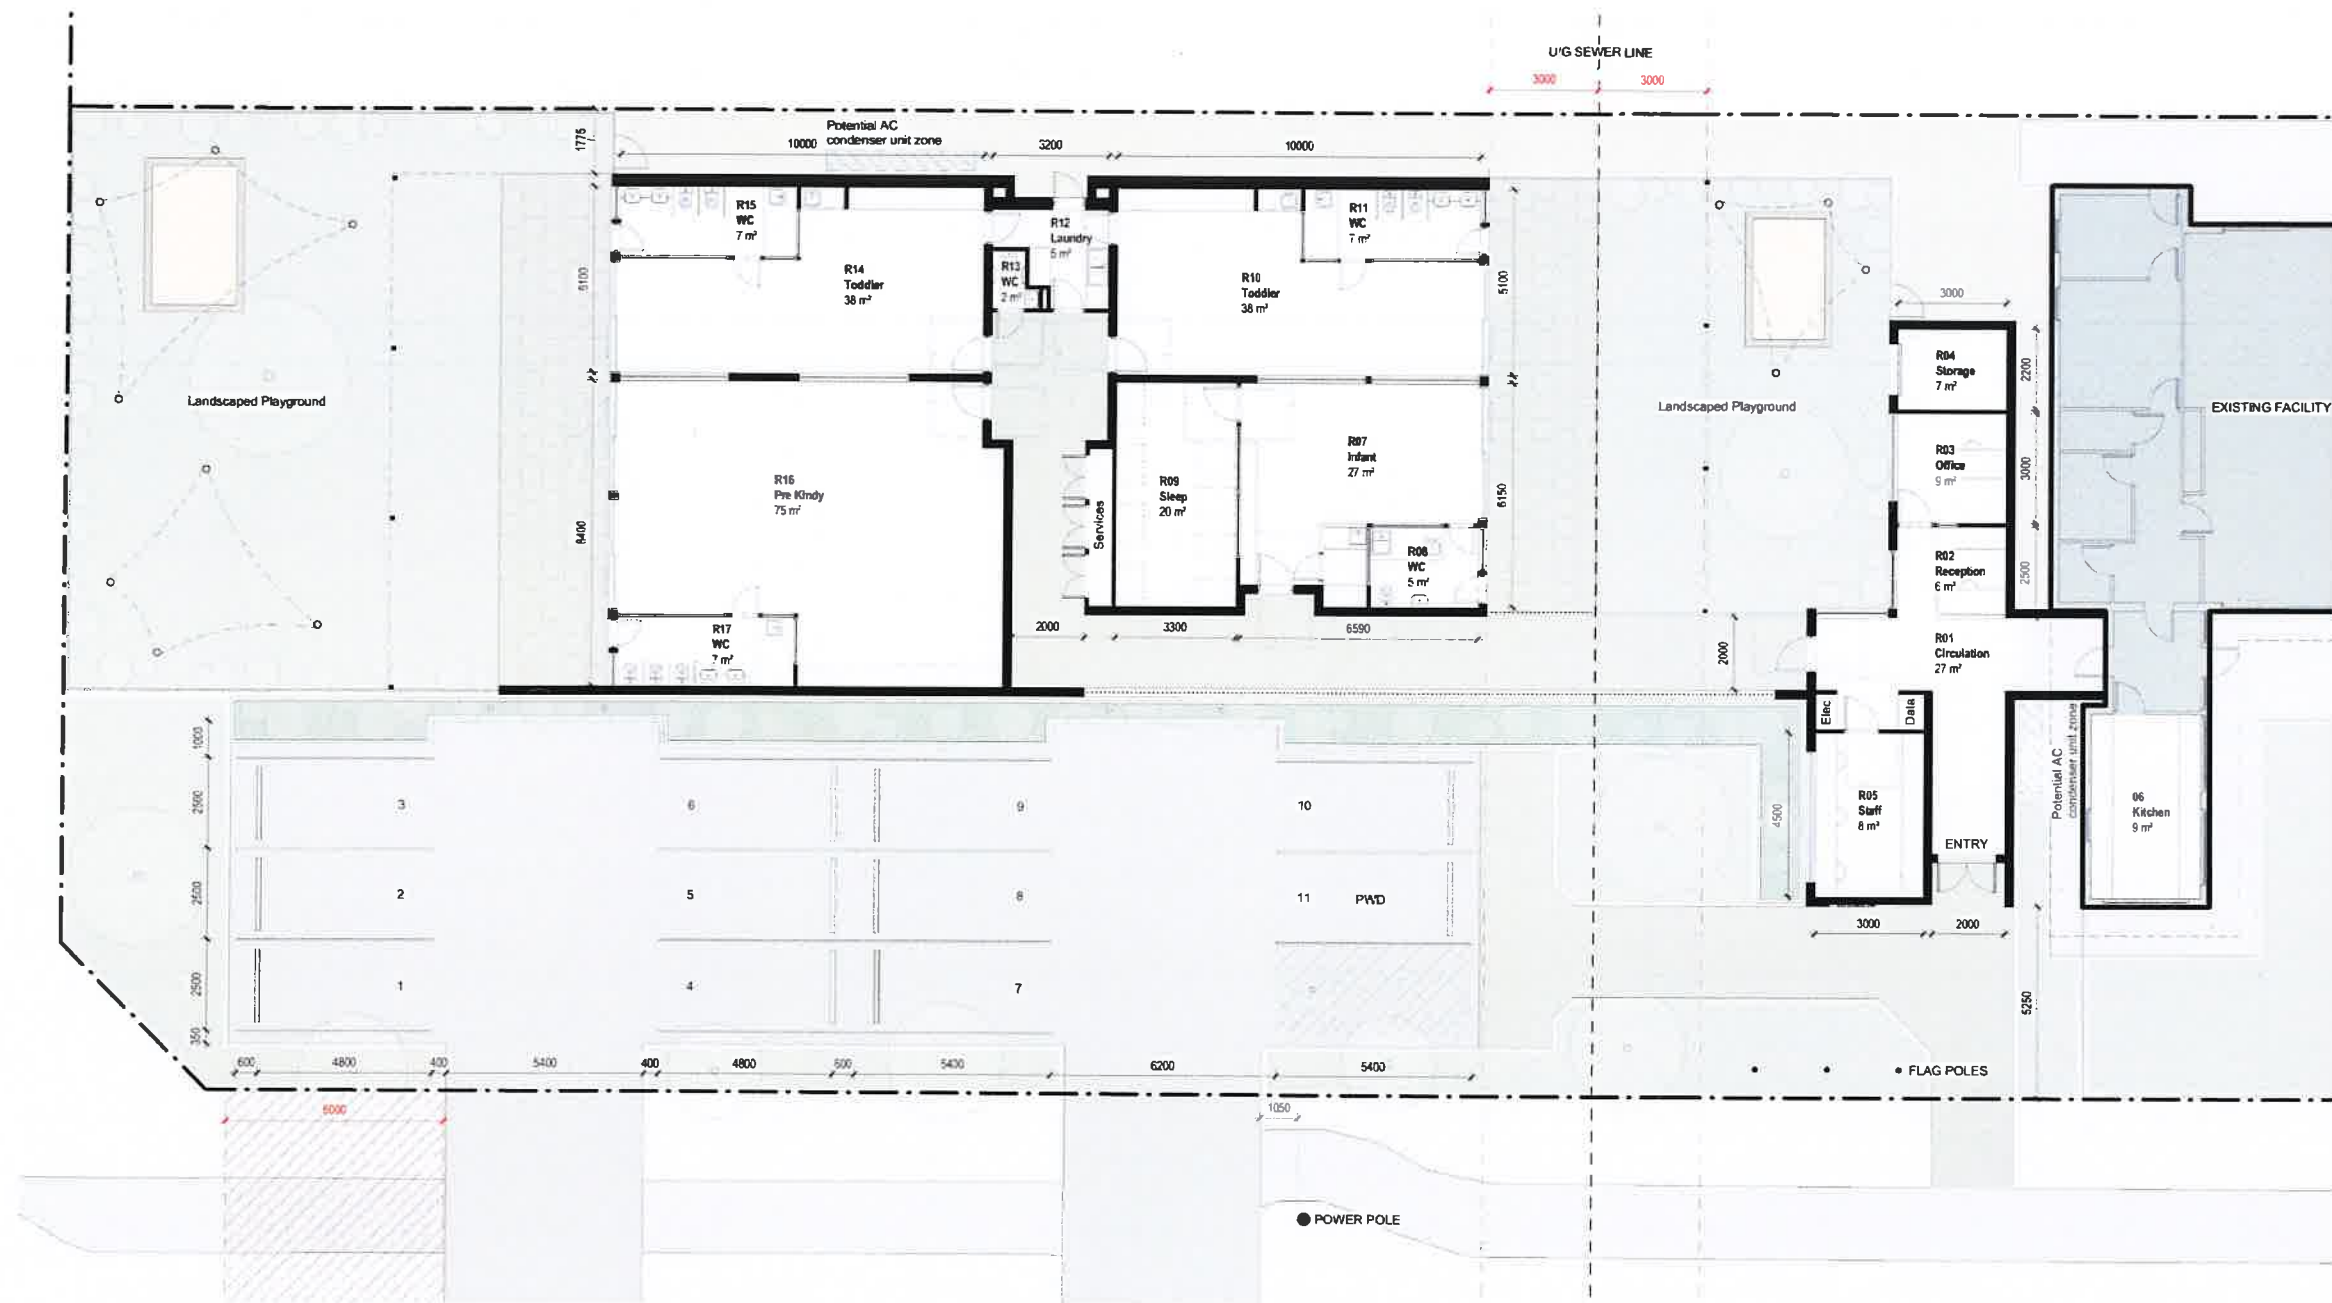 U'G SEWER LINE
3000
3000
1775
Potential AC
condenser unit zone
10000
3200
10000
R15
WC
7 m²
R12
Laundry
5 m²
R11
WC
7 m²
R13
WC
2 m²
R14
Toddler
38 m²
R10
Toddler
38 m²
5100
5100
3000
Landscaped Playground
Landscaped Playground
R04
Storage
7 m²
2200
EXISTING FACILITY
R03
Office
9 m²
3000
R16
Pre Kindy
75 m²
R09
Sleep
20 m²
R07
Infant
27 m²
6150
8400
Services
R08
WC
5 m²
R02
Reception
6 m²
2500
R17
WC
7 m²
2000
3300
6590
2000
R01
Circulation
27 m²
Elec
Data
1000
2500
3
6
9
10
4500
R05
Staff
8 m²
Potential AC
condenser unit zone
06
Kitchen
9 m²
ENTRY
2500
2
5
8
11
PWD
3000
2000
2500
1
4
7
5250
350
600
4800
400
5400
400
4800
600
5400
6200
5400
FLAG POLES
6000
1050
POWER POLE